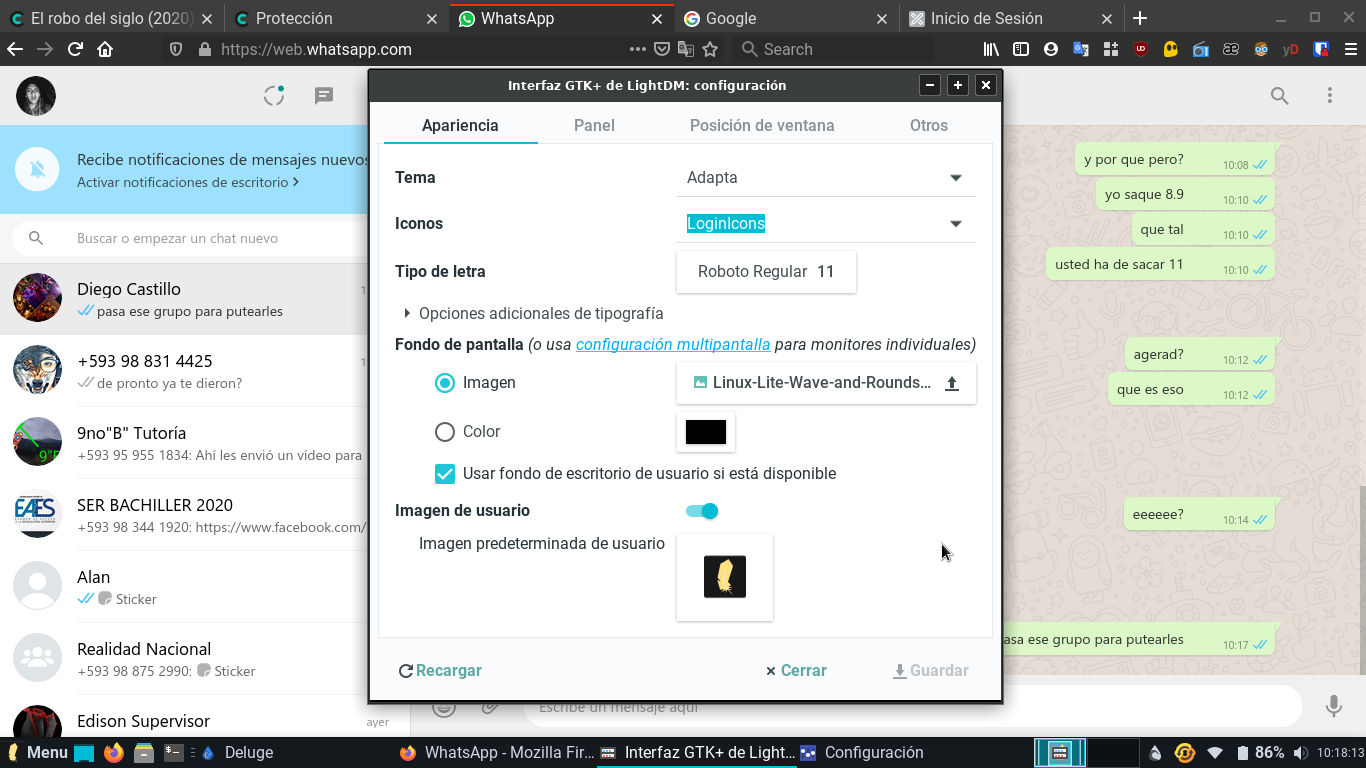 El robo del siglo (2020)
Protección
WhatsApp
Google
Inicio de Sesión
https://web.whatsapp.com
Search
Recibe notificaciones de mensajes nuevos
Activar notificaciones de escritorio
Buscar o empezar un chat nuevo
Diego Castillo
pasa ese grupo para putearles
+593 98 831 4425
de pronto ya te dieron?
9no"B" Tutoría
+593 95 955 1834: Ahí les envió un vídeo para
SER BACHILLER 2020
+593 98 344 1920: https://www.facebook.com/
Alan
Sticker
Realidad Nacional
+593 98 875 2990: Sticker
Edison Supervisor
ayer
Interfaz GTK+ de LightDM: configuración
Apariencia
Panel
Posición de ventana
Otros
Tema
Adapta
Iconos
LoginIcons
Tipo de letra
Roboto Regular 11
Opciones adicionales de tipografía
Fondo de pantalla (o usa configuración multipantalla para monitores individuales)
Imagen
Linux-Lite-Wave-and-Rounds...
Color
Usar fondo de escritorio de usuario si está disponible
Imagen de usuario
Imagen predeterminada de usuario
Recargar
Cerrar
Guardar
y por que pero? 10:08
yo saque 8.9 10:10
que tal 10:10
usted ha de sacar 11 10:10
agerad? 10:12
que es eso 10:12
eeeeee? 10:14
asa ese grupo para putearles 10:17
Escribe un mensaje aquí
Menu
Deluge
WhatsApp - Mozilla Fir...
Interfaz GTK+ de Light...
Configuración
86%
10:18:13